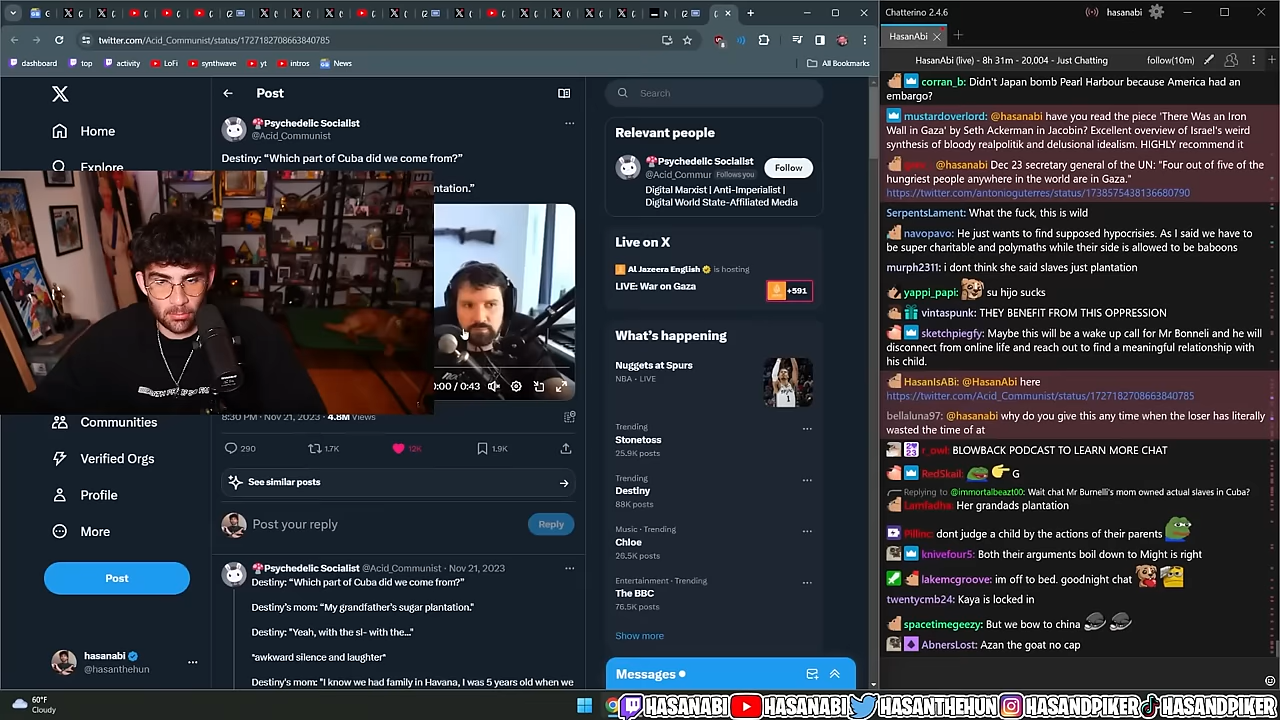 Chatterino 2.4.6
hasanabi
HasanAbi
twitter.com/Acid_Communist/status/1727182708663840785
dashboard
top
activity
LoFi
synthwave
yt
intros
News
All Bookmarks
HasanAbi (live) - 8h 31m - 20,004 - Just Chatting
follow(10m)
Home
Explore
Communities
Verified Orgs
Profile
More
Post
hasanabi
@hasanthehun
Post
Psychedelic Socialist
@Acid_Communist
Destiny: “Which part of Cuba did we come from?”
ntation.”
0:00 / 0:43
8:30 PM · Nov 21, 2023 · 4.8M Views
290
1.7K
12K
1.9K
See similar posts
Post your reply
Reply
Psychedelic Socialist @Acid_Communist · Nov 21, 2023
Destiny: “Which part of Cuba did we come from?”
Destiny’s mom: “My grandfather’s sugar plantation.”
Destiny: "Yeah, with the sl- with the..."
*awkward silence and laughter*
Destiny’s mom: "I know we had family in Havana, I was 5 years old when we
Search
Relevant people
Psychedelic Socialist
@Acid_Commur
Follows you
Follow
Digital Marxist | Anti-Imperialist |
Digital World State-Affiliated Media
Live on X
Al Jazeera English is hosting
LIVE: War on Gaza
+591
What’s happening
Nuggets at Spurs
NBA · LIVE
Trending
Stonetoss
25.9K posts
Trending
Destiny
88K posts
Music · Trending
Chloe
20.5K posts
Entertainment · Trending
The BBC
76.5K posts
Show more
Messages
corran_b: Didn't Japan bomb Pearl Harbour because America had an
embargo?
mustardoverlord: @hasanabi have you read the piece 'There Was an Iron
Wall in Gaza' by Seth Ackerman in Jacobin? Excellent overview of Israel's weird
synthesis of bloody realpolitik and delusional idealism. HIGHLY recommend it
@hasanabi Dec 23 secretary general of the UN: "Four out of five of the
hungriest people anywhere in the world are in Gaza."
https://twitter.com/antonioguterres/status/1738575438136680790
SerpentsLament: What the fuck, this is wild
navopavo: He just wants to find supposed hypocrisies. As I said we have to
be super charitable and polymaths while their side is allowed to be baboons
murph2311: i dont think she said slaves just plantation
yappi_papi: su hijo sucks
vintaspunk: THEY BENEFIT FROM THIS OPPRESSION
sketchpiegfy: Maybe this will be a wake up call for Mr Bonneli and he will
disconnect from online life and reach out to find a meaningful relationship with
his child.
HasanIsABi: @HasanAbi here
https://twitter.com/Acid_Communist/status/1727182708663840785
bellaluna97: @hasanabi why do you give this any time when the loser has literally
wasted the time of at
r_owl: BLOWBACK PODCAST TO LEARN MORE CHAT
RedSkail: G
Replying to @immortalbeazt00: Wait chat Mr Burnelli's mom owned actual slaves in Cuba?
Lamfadha: Her grandads plantation
Pillinc: dont judge a child by the actions of their parents
knivefour5: Both their arguments boil down to Might is right
lakemcgroove: im off to bed. goodnight chat
twentycmb24: Kaya is locked in
spacetimegeezy: But we bow to china
AbnersLost: Azan the goat no cap
60°F
Cloudy
HASANABI
HASANABI
HASANTHEHUN
HASANDPIKER
HASANDPIKER